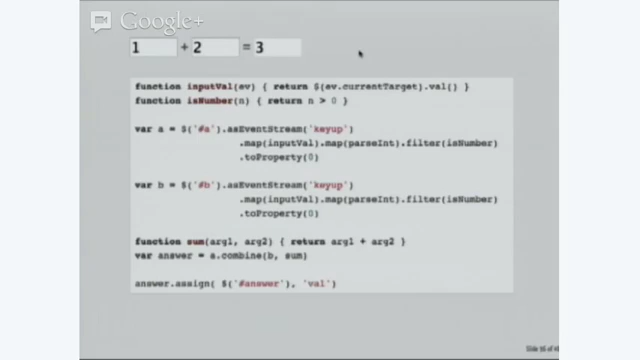 Google+
1 + 2 = 3
function inputVal(ev) { return $(ev.currentTarget).val() }
function isNumber(n) { return n > 0 }
var a = $('#a').asEventStream('keyup')
.map(inputVal).map(parseInt).filter(isNumber)
.toProperty(0)
var b = $('#b').asEventStream('keyup')
.map(inputVal).map(parseInt).filter(isNumber)
.toProperty(0)
function sum(arg1, arg2) { return arg1 + arg2 }
var answer = a.combine(b, sum)
answer.assign( $('#answer'), 'val')
Slide